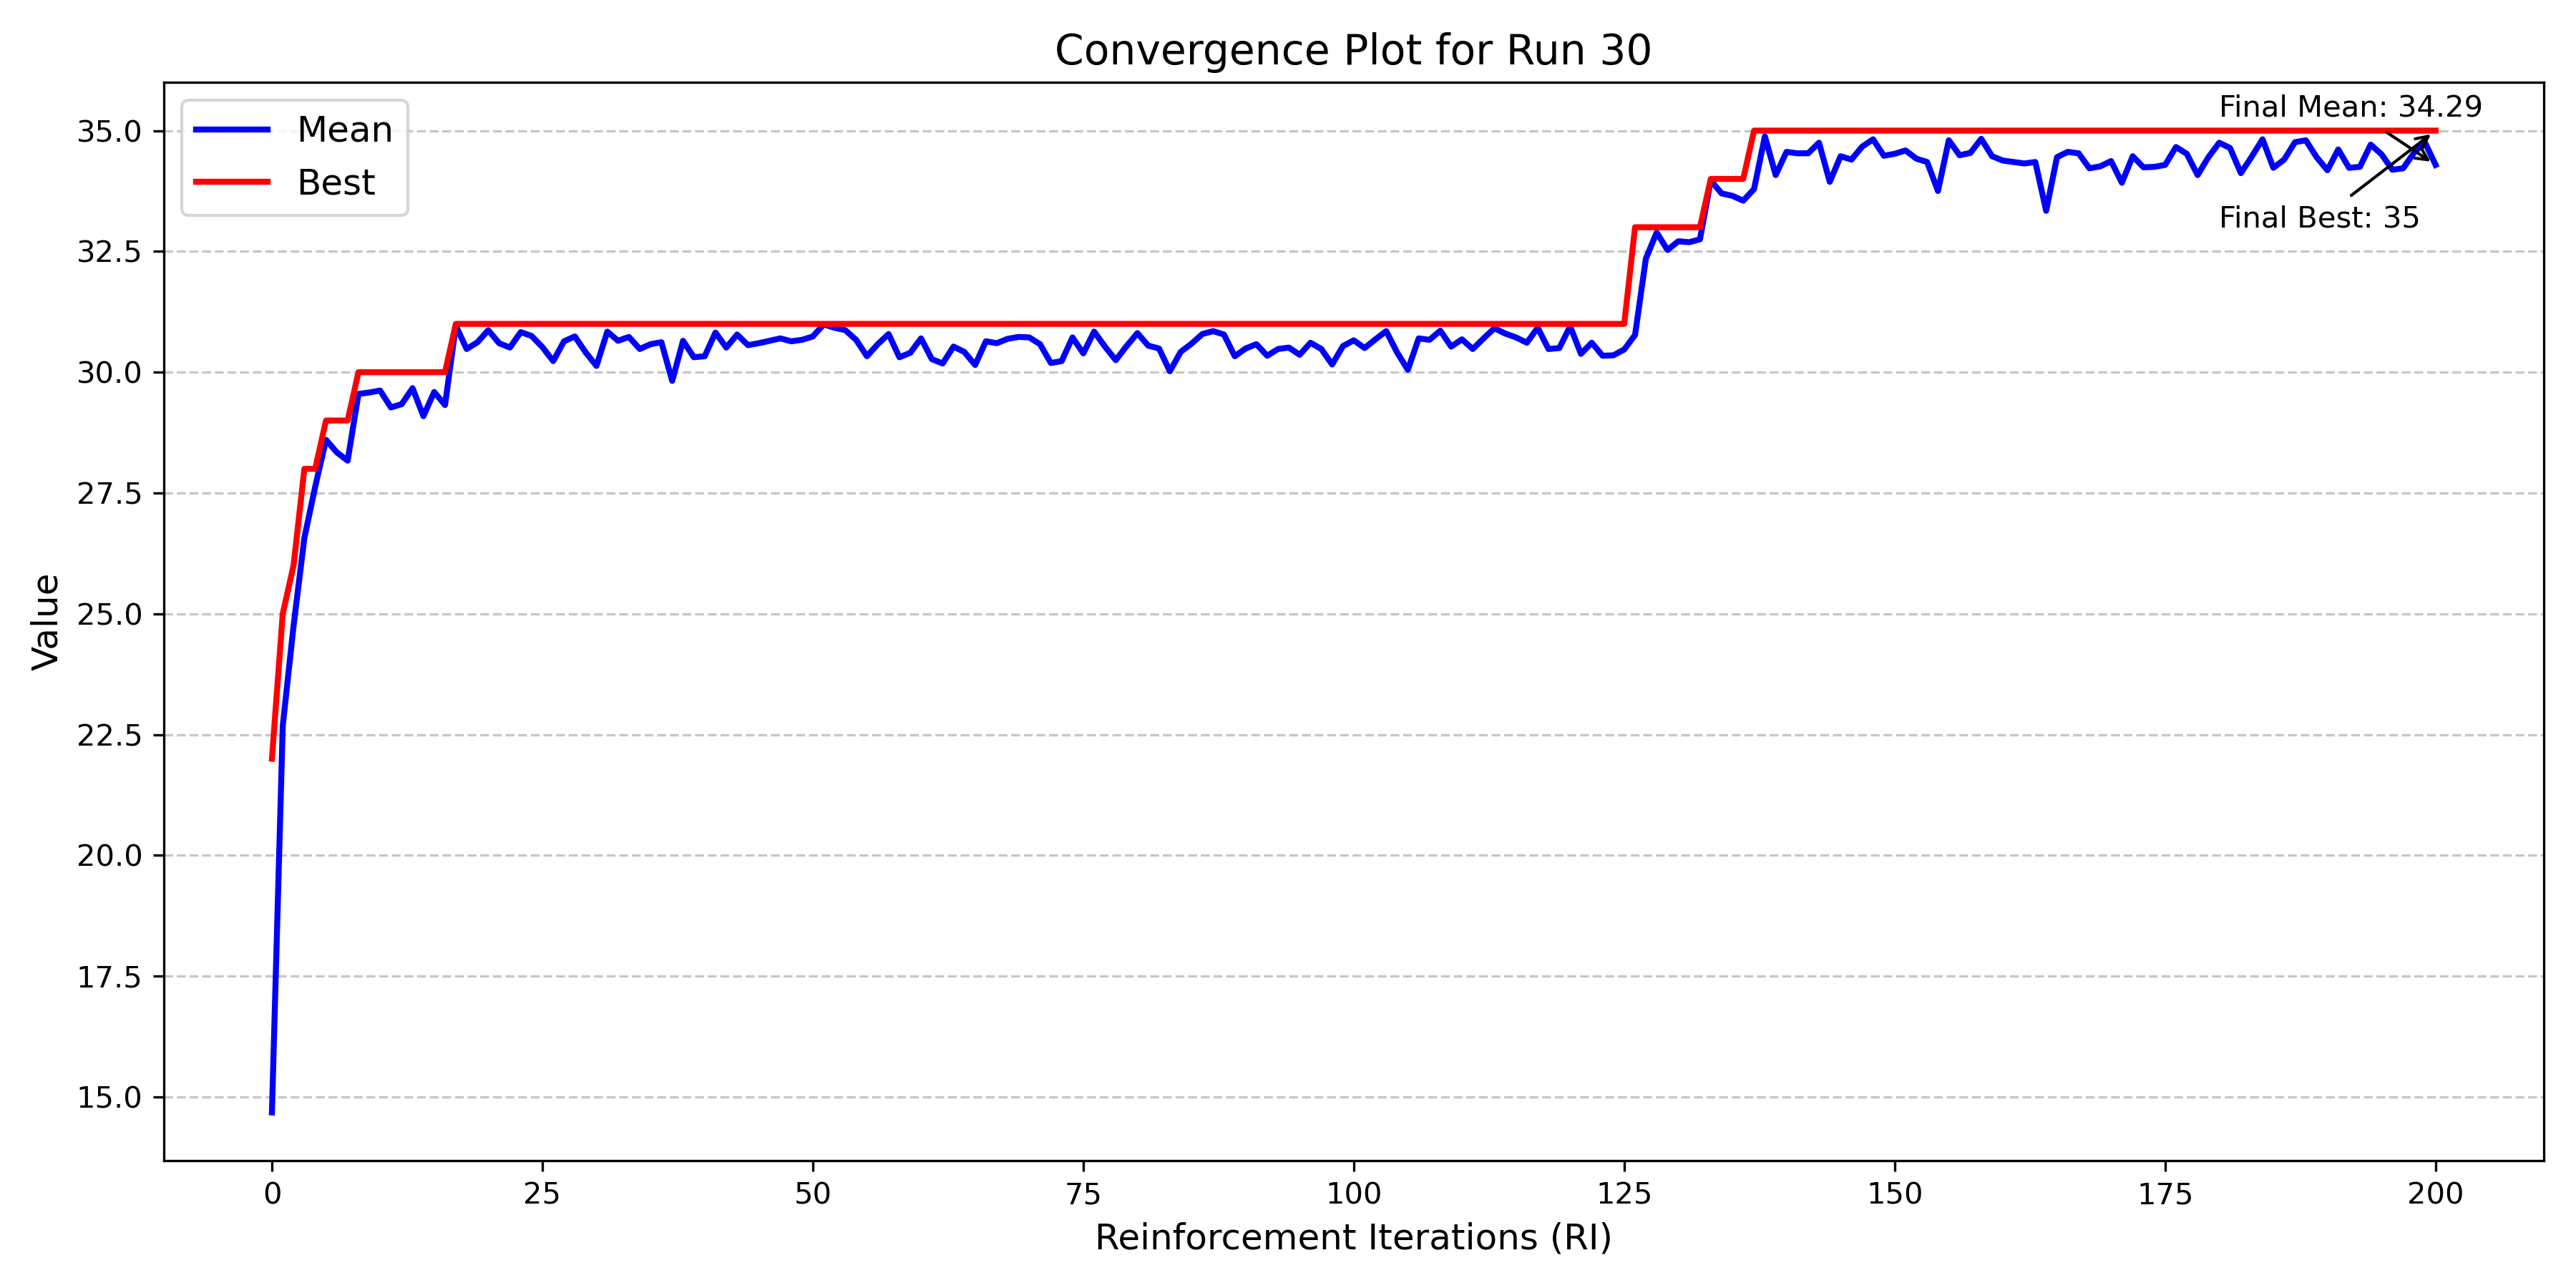 Convergence Plot for Run 30
Mean
Best
Final Mean: 34.29
Final Best: 35
Value
35.0
32.5
30.0
27.5
25.0
22.5
20.0
17.5
15.0
0 25 50 75 100 125 150 175 200
Reinforcement Iterations (RI)